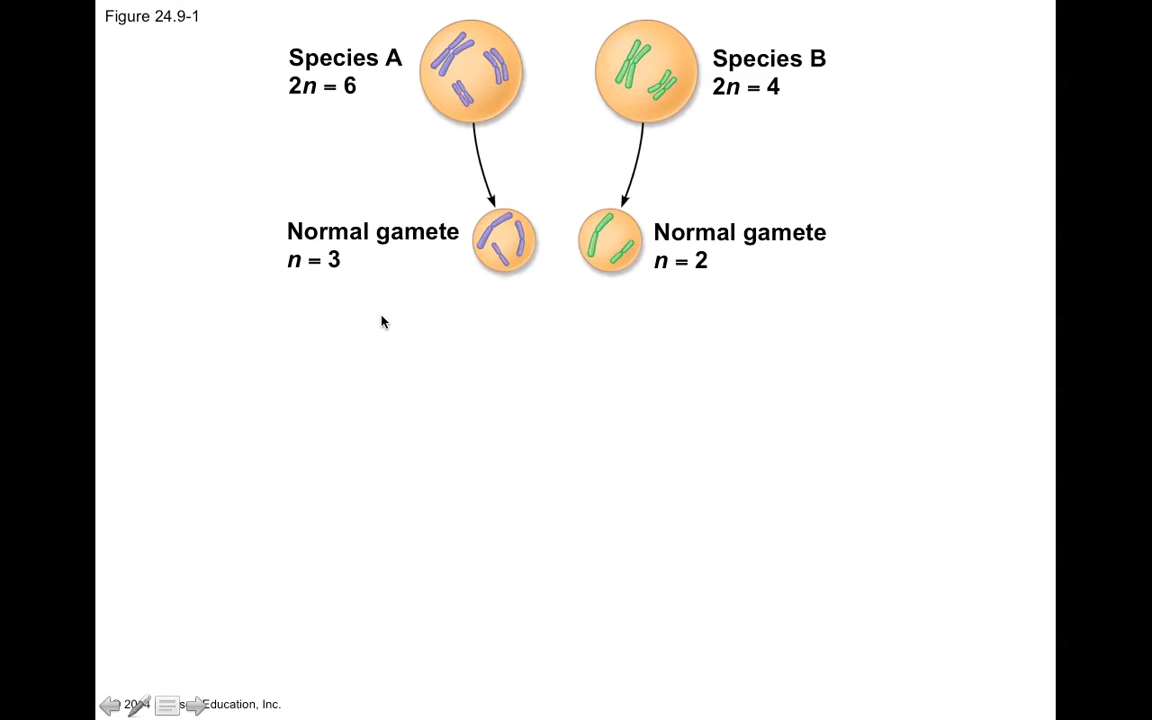 Figure 24.9-1
Species A
2n = 6
Species B
2n = 4
Normal gamete
n = 3
Normal gamete
n = 2
Education, Inc.